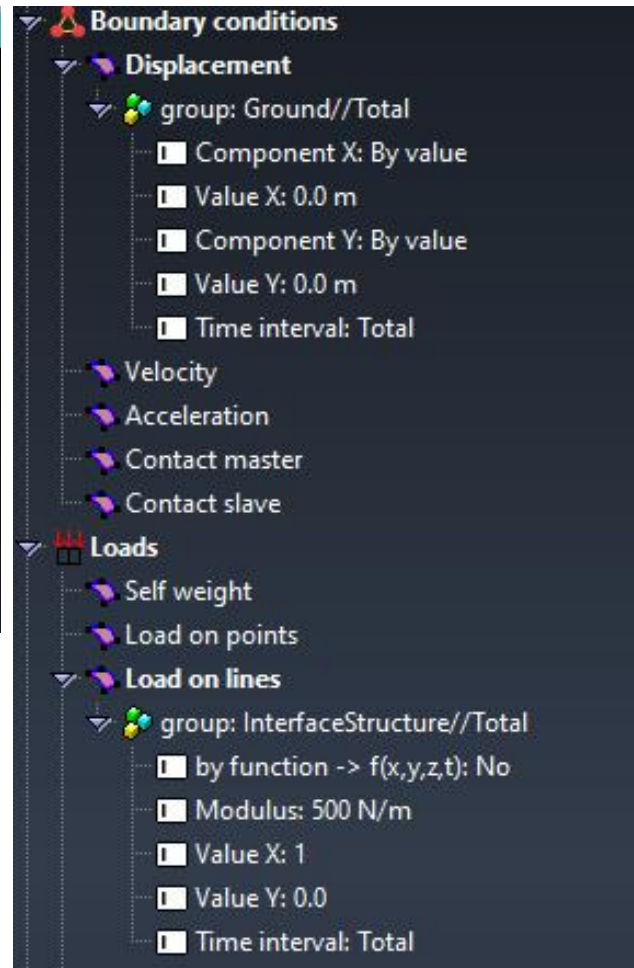 Boundary conditions
Displacement
group: Ground//Total
Component X: By value
Value X: 0.0 m
Component Y: By value
Value Y: 0.0 m
Time interval: Total
Velocity
Acceleration
Contact master
Contact slave
Loads
Self weight
Load on points
Load on lines
group: InterfaceStructure//Total
by function -> f(x,y,z,t): No
Modulus: 500 N/m
Value X: 1
Value Y: 0.0
Time interval: Total